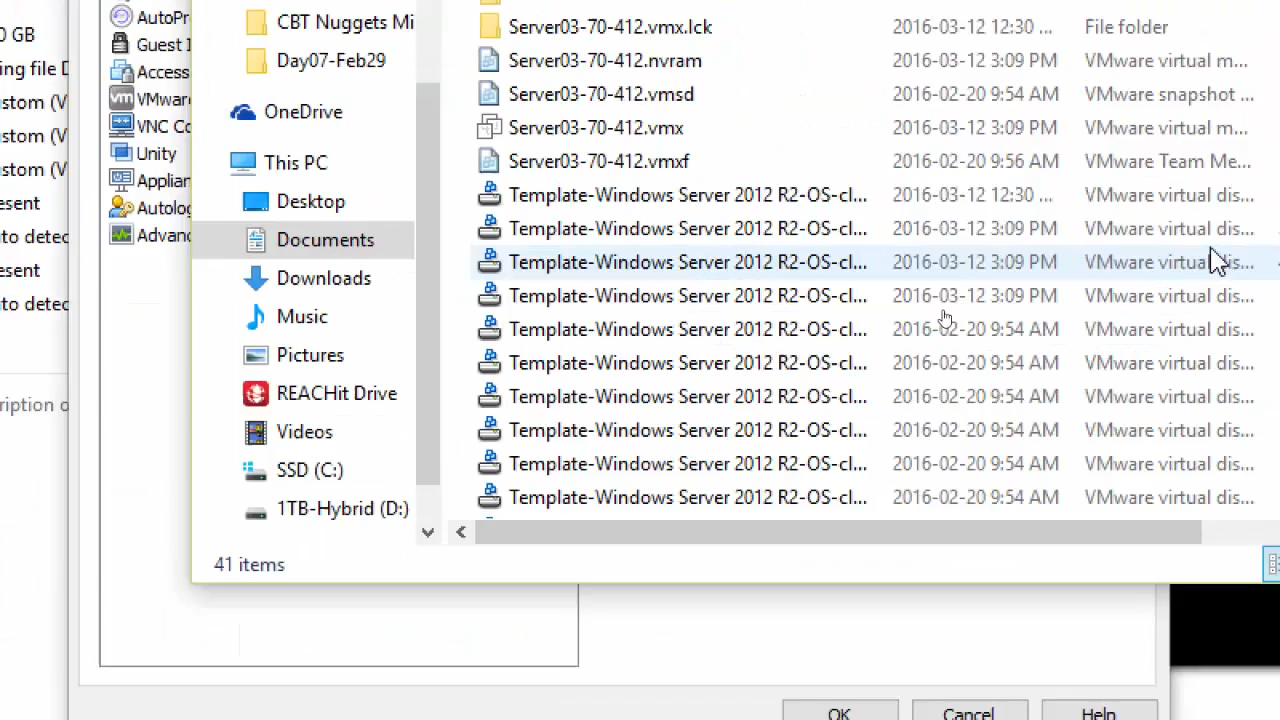 0 GB
ing file D
ustom (V
ustom (V
ustom (V
esent
uto detec
esent
uto detec
ription o
AutoPr
Guest I
Access
VMware
VNC Co
Unity
Applian
Autolog
Advanc
CBT Nuggets Mi
Day07-Feb29
OneDrive
This PC
Desktop
Documents
Downloads
Music
Pictures
REACHit Drive
Videos
SSD (C:)
1TB-Hybrid (D:)
Server03-70-412.vmx.lck 2016-03-12 12:30 ... File folder
Server03-70-412.nvram 2016-03-12 3:09 PM VMware virtual m...
Server03-70-412.vmsd 2016-02-20 9:54 AM VMware snapshot ...
Server03-70-412.vmx 2016-03-12 3:09 PM VMware virtual m...
Server03-70-412.vmxf 2016-02-20 9:56 AM VMware Team Me...
Template-Windows Server 2012 R2-OS-cl... 2016-03-12 12:30 ... VMware virtual dis...
Template-Windows Server 2012 R2-OS-cl... 2016-03-12 3:09 PM VMware virtual dis...
Template-Windows Server 2012 R2-OS-cl... 2016-03-12 3:09 PM VMware virtual dis...
Template-Windows Server 2012 R2-OS-cl... 2016-03-12 3:09 PM VMware virtual dis...
Template-Windows Server 2012 R2-OS-cl... 2016-02-20 9:54 AM VMware virtual dis...
Template-Windows Server 2012 R2-OS-cl... 2016-02-20 9:54 AM VMware virtual dis...
Template-Windows Server 2012 R2-OS-cl... 2016-02-20 9:54 AM VMware virtual dis...
Template-Windows Server 2012 R2-OS-cl... 2016-02-20 9:54 AM VMware virtual dis...
Template-Windows Server 2012 R2-OS-cl... 2016-02-20 9:54 AM VMware virtual dis...
Template-Windows Server 2012 R2-OS-cl... 2016-02-20 9:54 AM VMware virtual dis...
41 items
OK
Cancel
Help